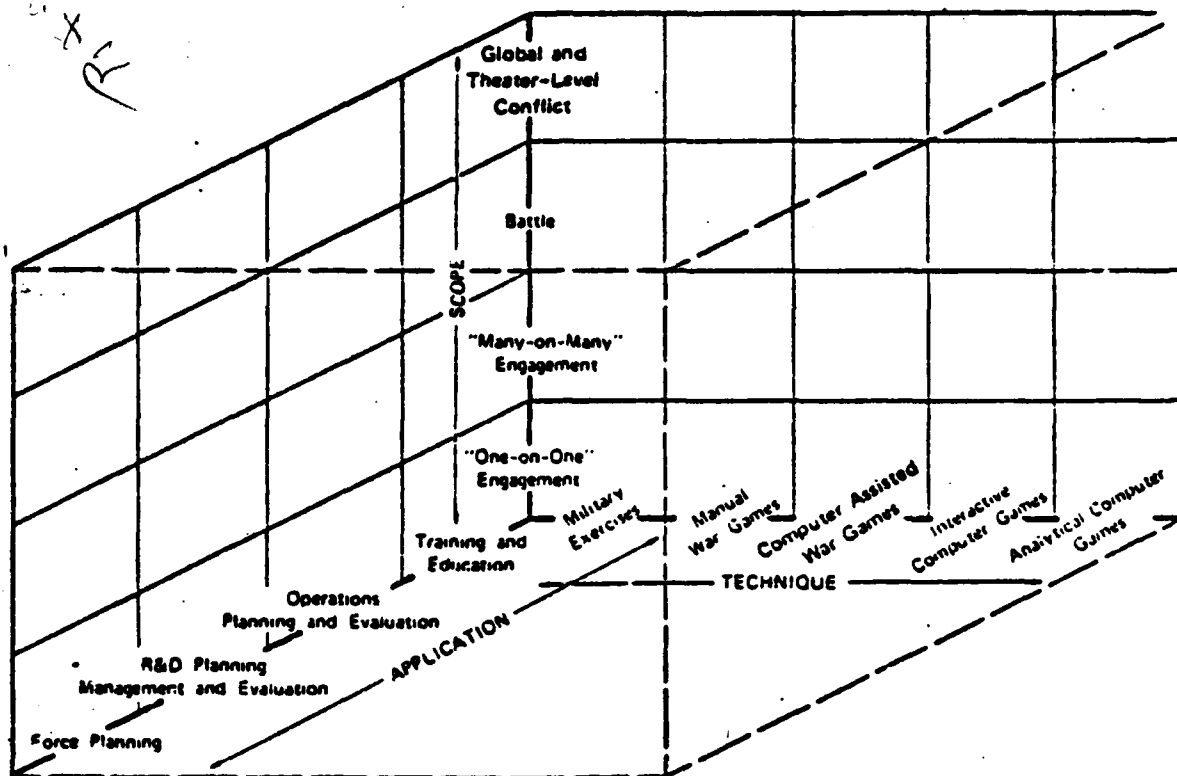 Global and
Theater-Level
Conflict
Battle
SCOPE
"Many-on-Many"
Engagement
"One-on-One"
Engagement
Military
Exercises
Manual
War Games
Computer Assisted
War Games
Interactive
Computer Games
Analytical Computer
Games
Training and
Education
TECHNIQUE
Operations
Planning and Evaluation
APPLICATION
R&D Planning
Management and Evaluation
Force Planning